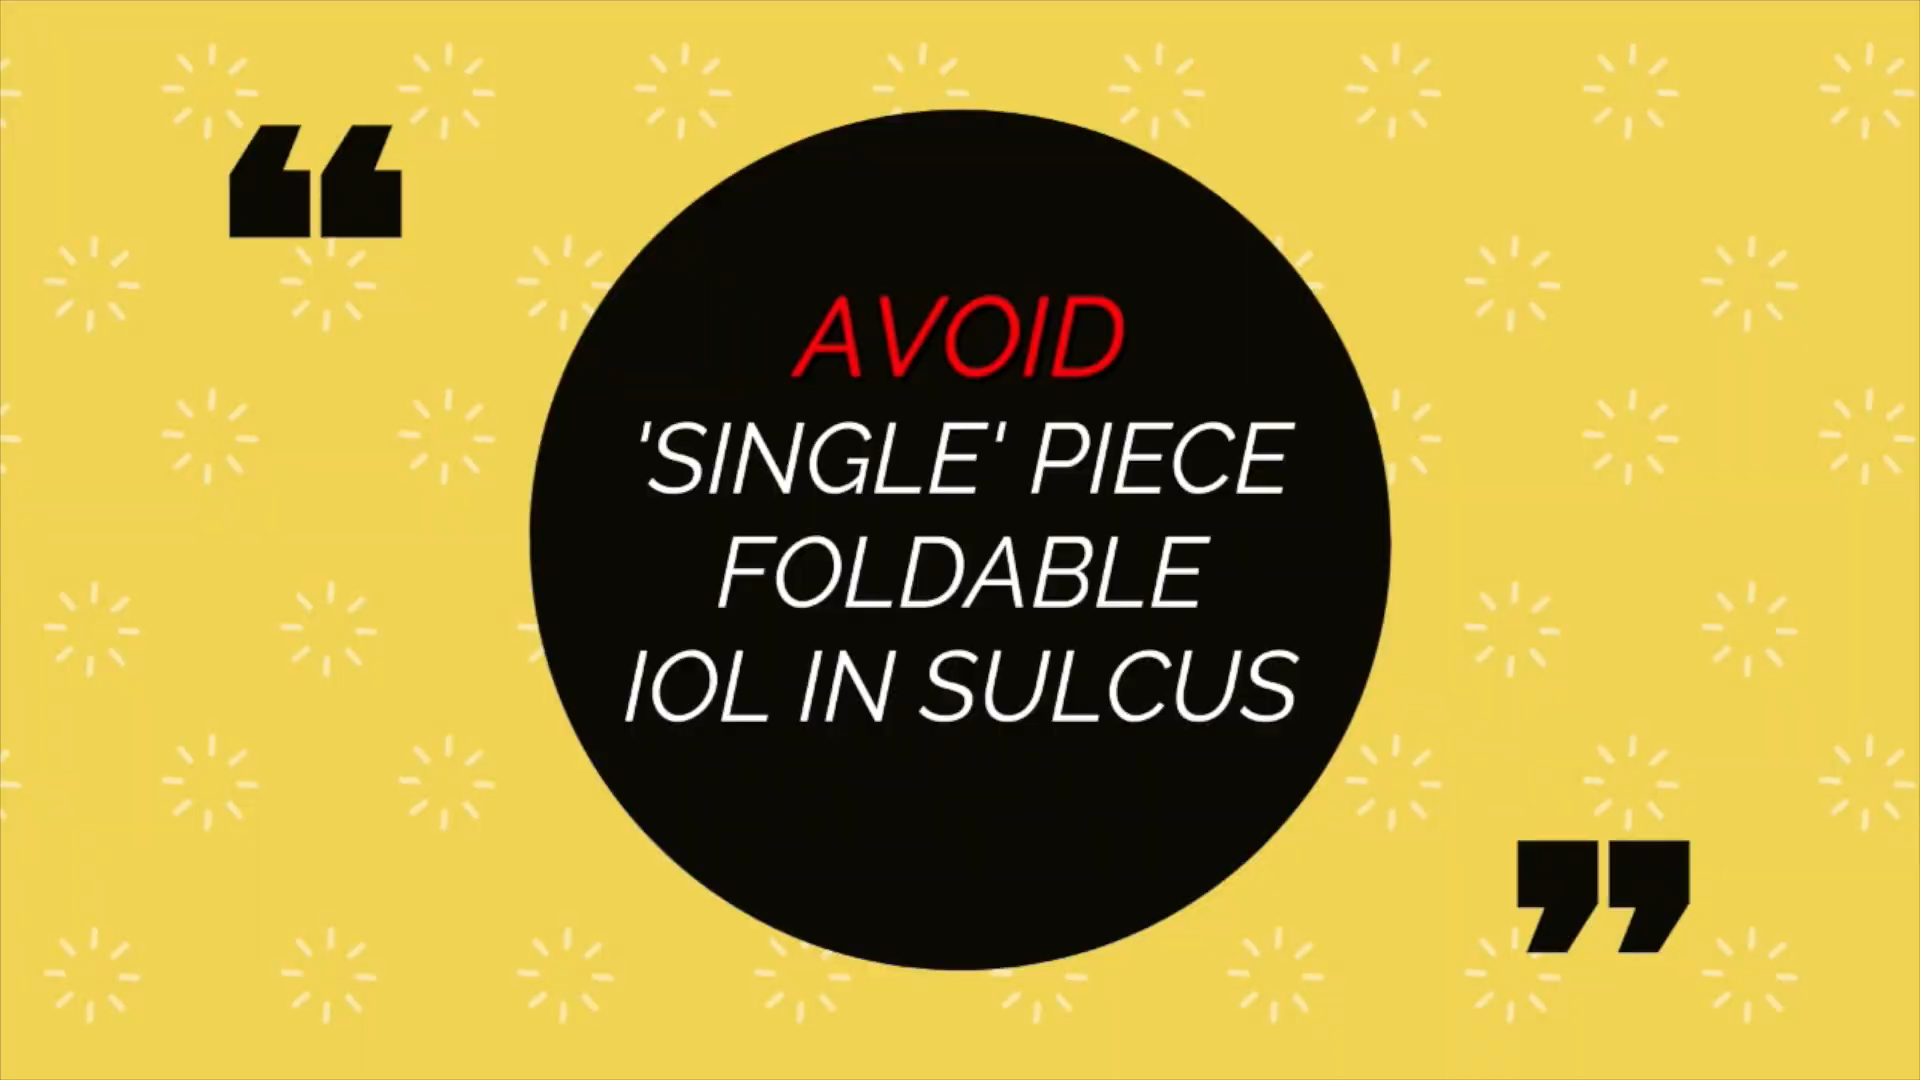 “
AVOID
'SINGLE' PIECE
FOLDABLE
IOL IN SULCUS
”